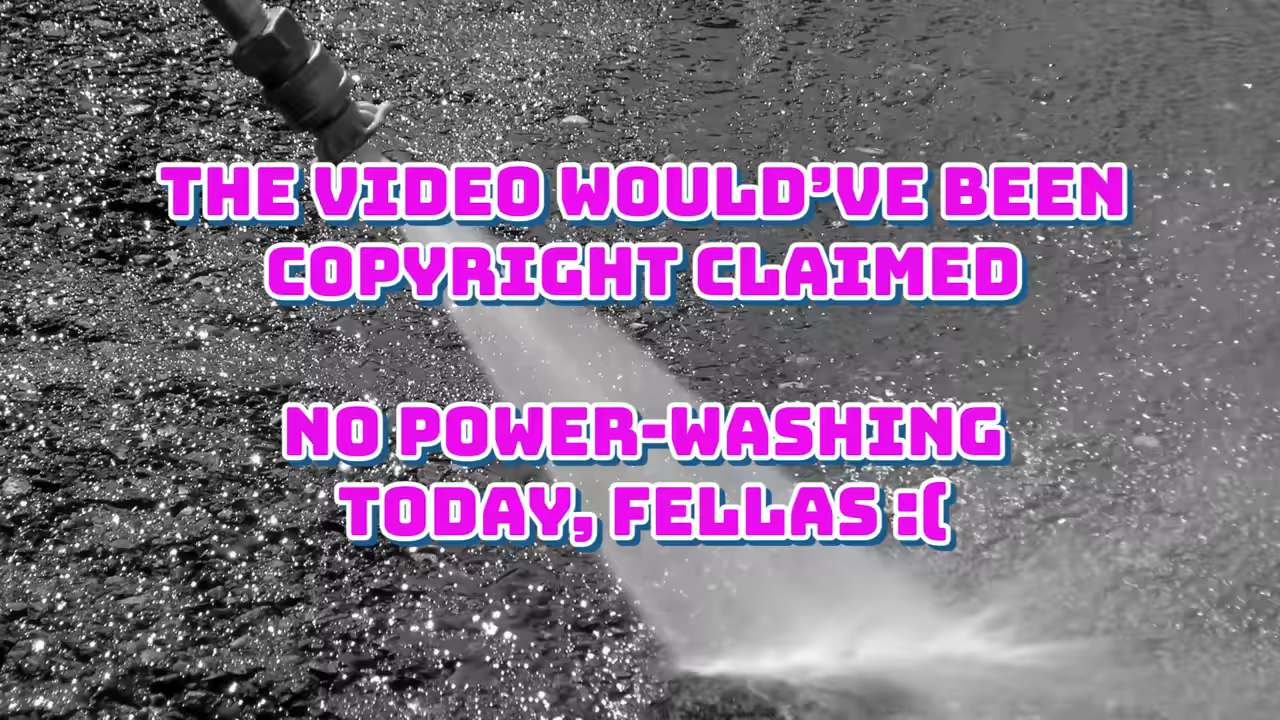 THE VIDEO WOULD’VE BEEN
COPYRIGHT CLAIMED
NO POWER-WASHING
TODAY, FELLAS :(